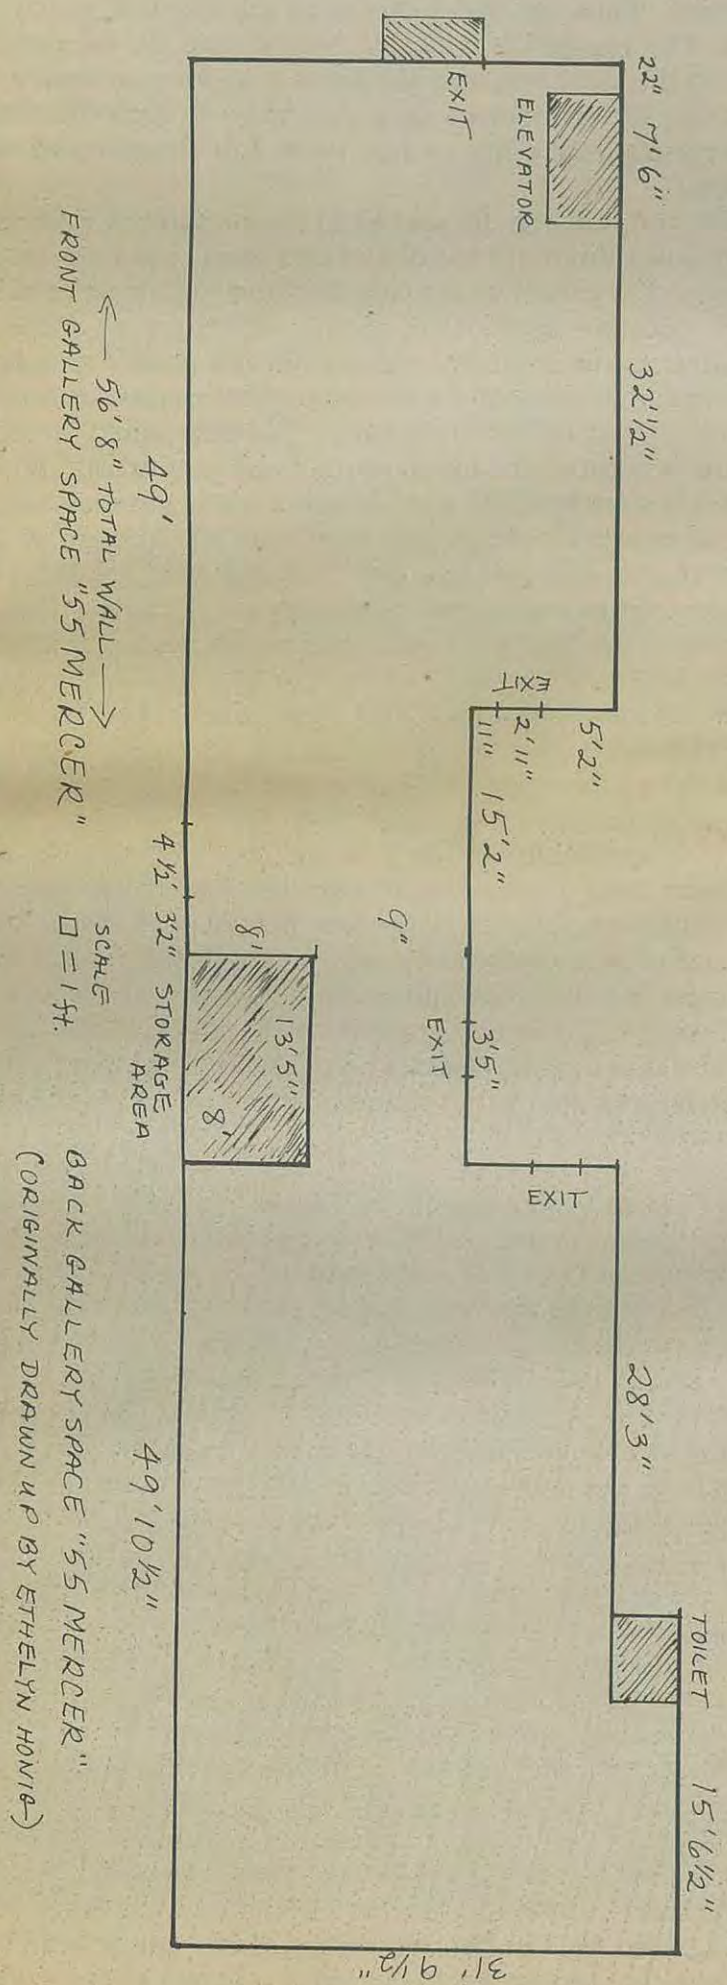 22" 7'6"
ELEVATOR
EXIT
32'½"
5'2"
EXIT
2'11"
11"
15'2"
9"
3'5"
EXIT
EXIT
28'3"
TOILET
15'6½"
31' 9½"
49'
4½' 3'2"
8'
13'5"
8'
STORAGE
AREA
49'10½"
← 56'8" TOTAL WALL →
FRONT GALLERY SPACE "55 MERCER"
SCALE
□ = 1 ft.
BACK GALLERY SPACE "55 MERCER"
(ORIGINALLY DRAWN UP BY ETHELYN HONIG)